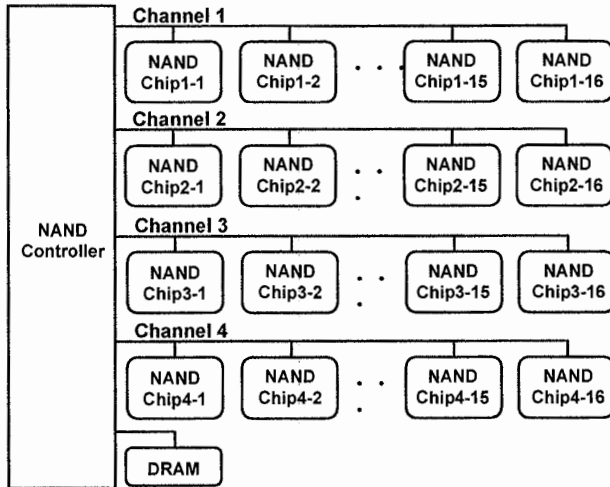 Channel 1
NAND Chip1-1
NAND Chip1-2
. . .
NAND Chip1-15
NAND Chip1-16
Channel 2
NAND Chip2-1
NAND Chip2-2
. . .
NAND Chip2-15
NAND Chip2-16
NAND Controller
Channel 3
NAND Chip3-1
NAND Chip3-2
. . .
NAND Chip3-15
NAND Chip3-16
Channel 4
NAND Chip4-1
NAND Chip4-2
. . .
NAND Chip4-15
NAND Chip4-16
DRAM